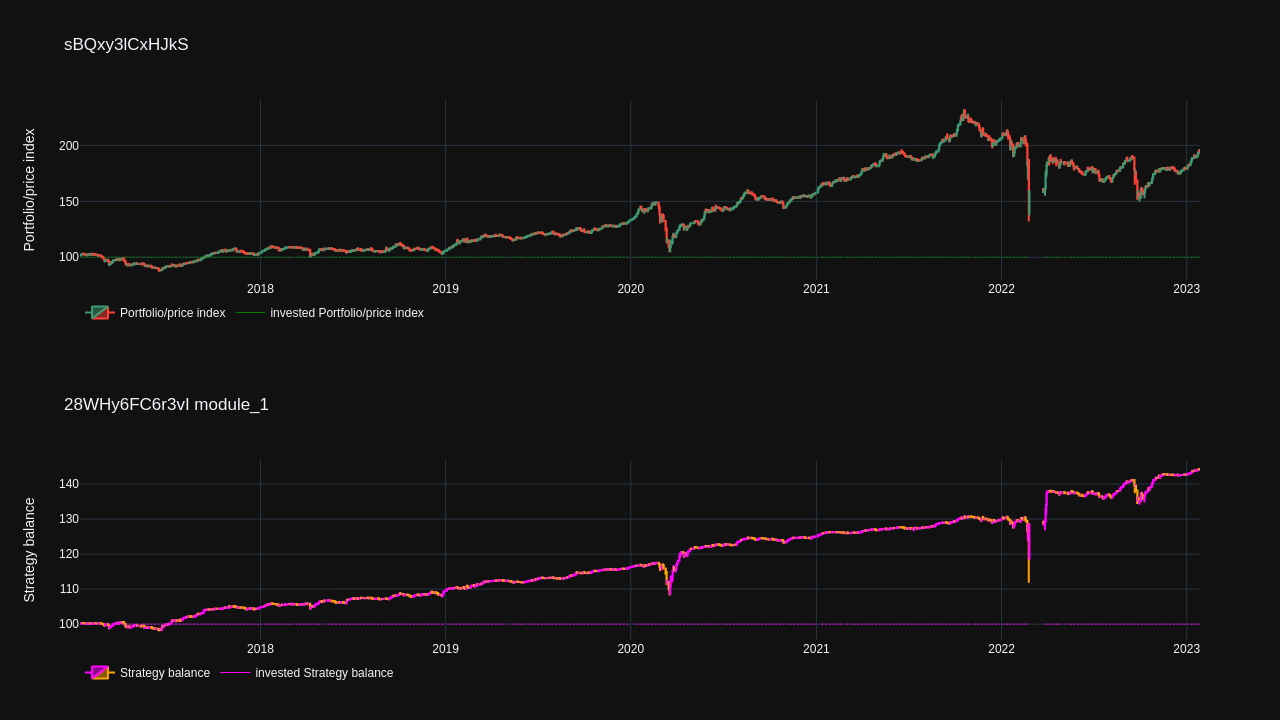 sBQxy3lCxHJkS
Portfolio/price index
200
150
100
2018 2019 2020 2021 2022 2023
Portfolio/price index invested Portfolio/price index
28WHy6FC6r3vI module_1
Strategy balance
140
130
120
110
100
2018 2019 2020 2021 2022 2023
Strategy balance invested Strategy balance